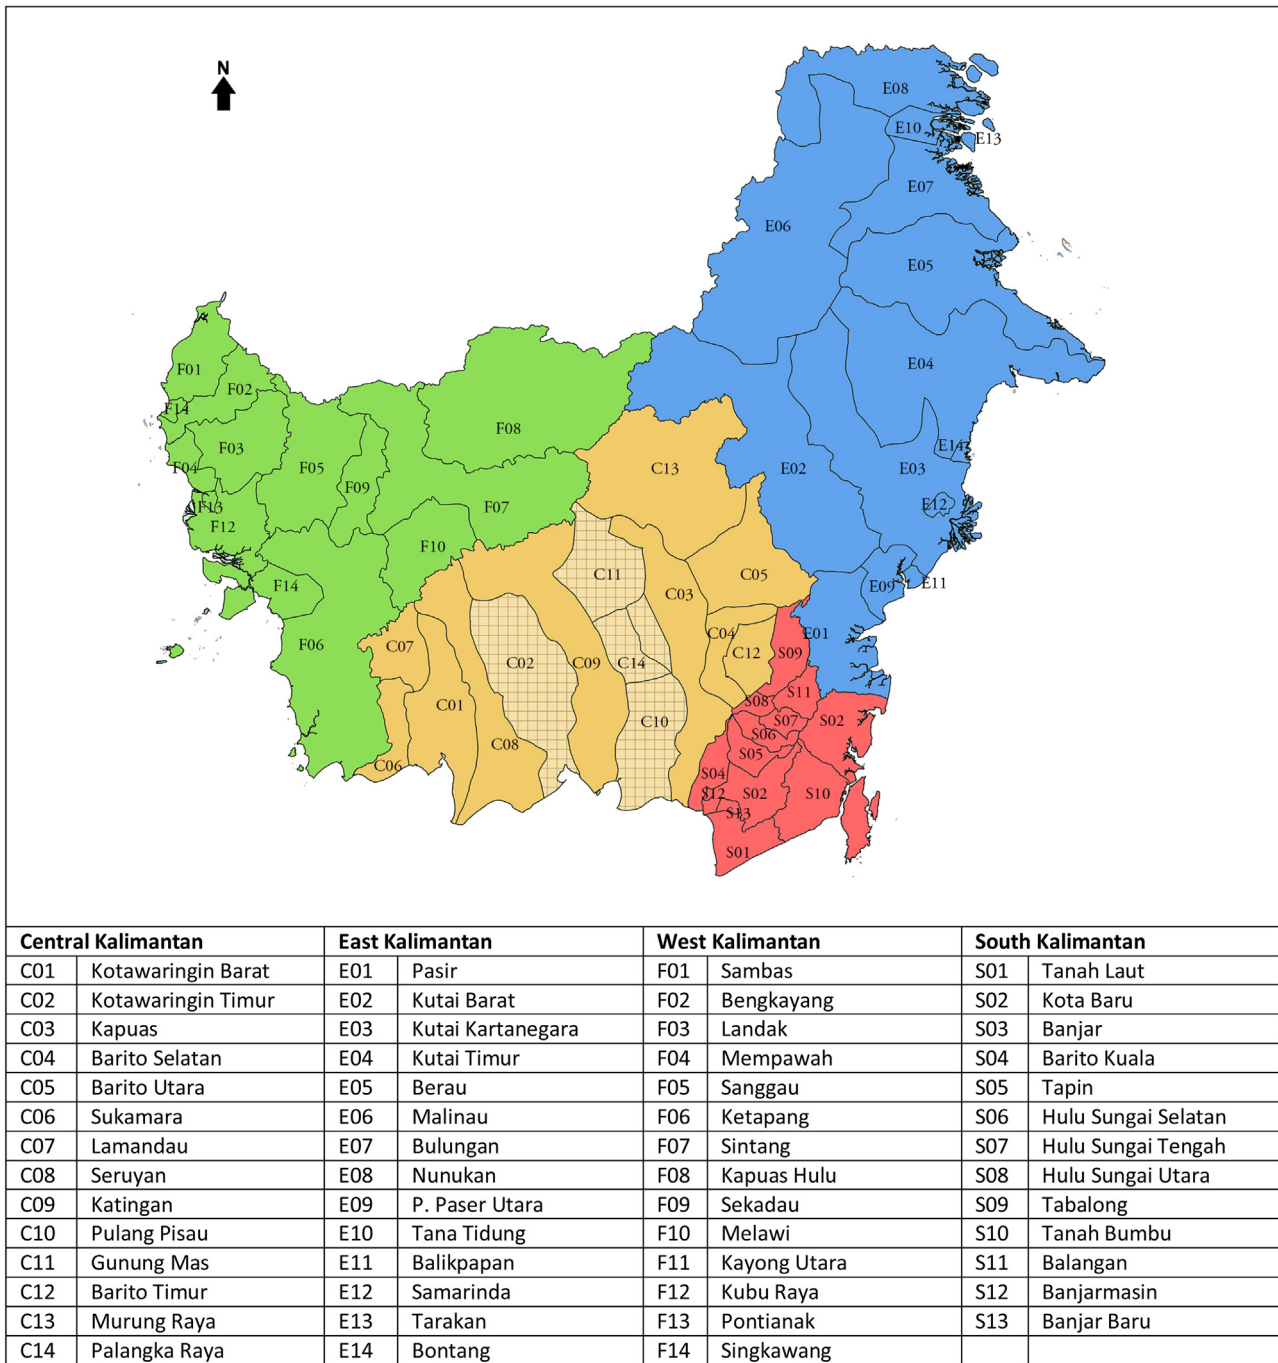 N
E08
E10
E13
E07
E06
E05
F01
F02
E04
F14
F08
F03
E14
C13
F04
F05
E02
E03
F09
F13
F07
E12
F12
F10
C11
C05
F14
E09
E11
C03
C04
E01
F06
C07
C12
S09
C02
C09
C14
S11
C01
S08
C10
S07
S02
S06
C08
S05
C06
S04
S12
S02
S10
S13
S01
Central Kalimantan East Kalimantan West Kalimantan South Kalimantan
C01 Kotawaringin Barat E01 Pasir F01 Sambas S01 Tanah Laut
C02 Kotawaringin Timur E02 Kutai Barat F02 Bengkayang S02 Kota Baru
C03 Kapuas E03 Kutai Kartanegara F03 Landak S03 Banjar
C04 Barito Selatan E04 Kutai Timur F04 Mempawah S04 Barito Kuala
C05 Barito Utara E05 Berau F05 Sanggau S05 Tapin
C06 Sukamara E06 Malinau F06 Ketapang S06 Hulu Sungai Selatan
C07 Lamandau E07 Bulungan F07 Sintang S07 Hulu Sungai Tengah
C08 Seruyan E08 Nunukan F08 Kapuas Hulu S08 Hulu Sungai Utara
C09 Katingan E09 P. Paser Utara F09 Sekadau S09 Tabalong
C10 Pulang Pisau E10 Tana Tidung F10 Melawi S10 Tanah Bumbu
C11 Gunung Mas E11 Balikpapan F11 Kayong Utara S11 Balangan
C12 Barito Timur E12 Samarinda F12 Kubu Raya S12 Banjarmasin
C13 Murung Raya E13 Tarakan F13 Pontianak S13 Banjar Baru
C14 Palangka Raya E14 Bontang F14 Singkawang